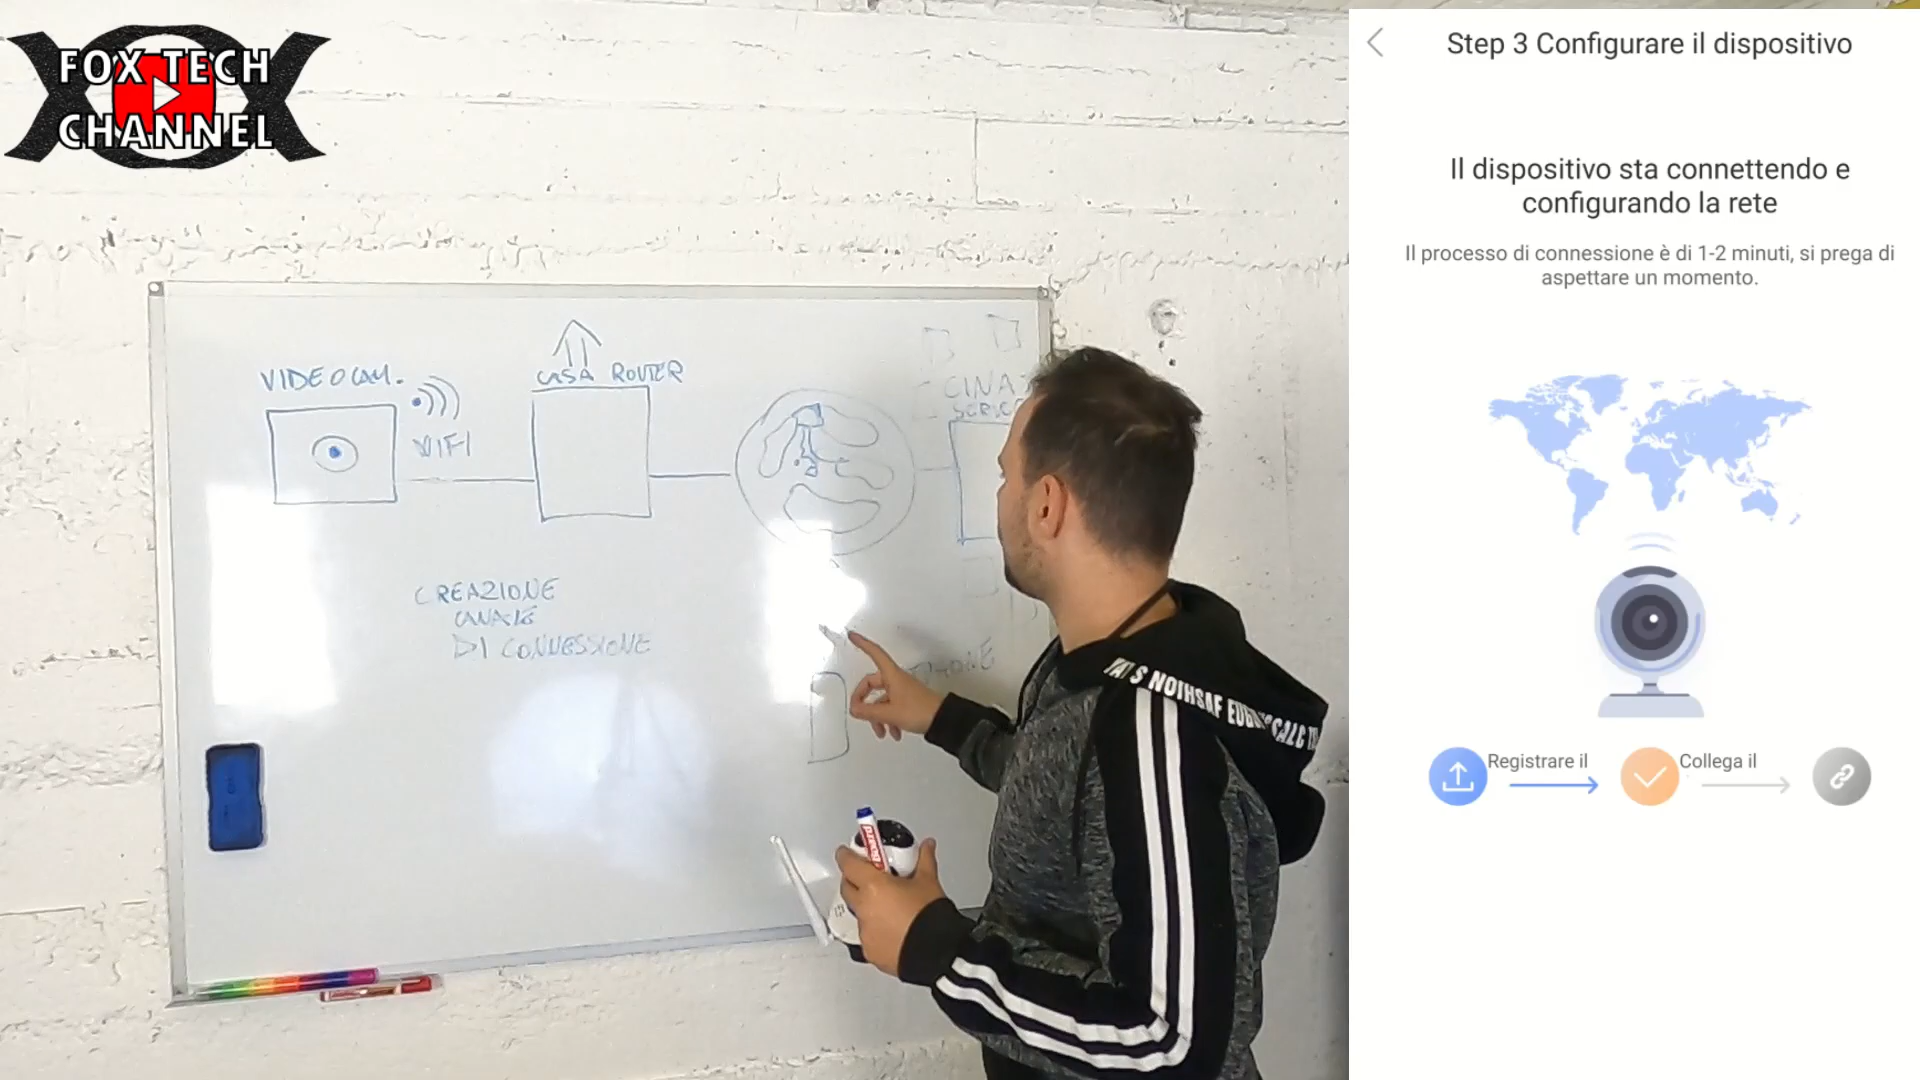 FOX TECH
CHANNEL
VIDEOCAM.
WIFI
CASA ROUTER
CINA
CREAZIONE
CANALE
DI CONNESSIONE
Board
Step 3 Configurare il dispositivo
Il dispositivo sta connettendo e
configurando la rete
Il processo di connessione è di 1-2 minuti, si prega di
aspettare un momento.
Registrare il
Collega il